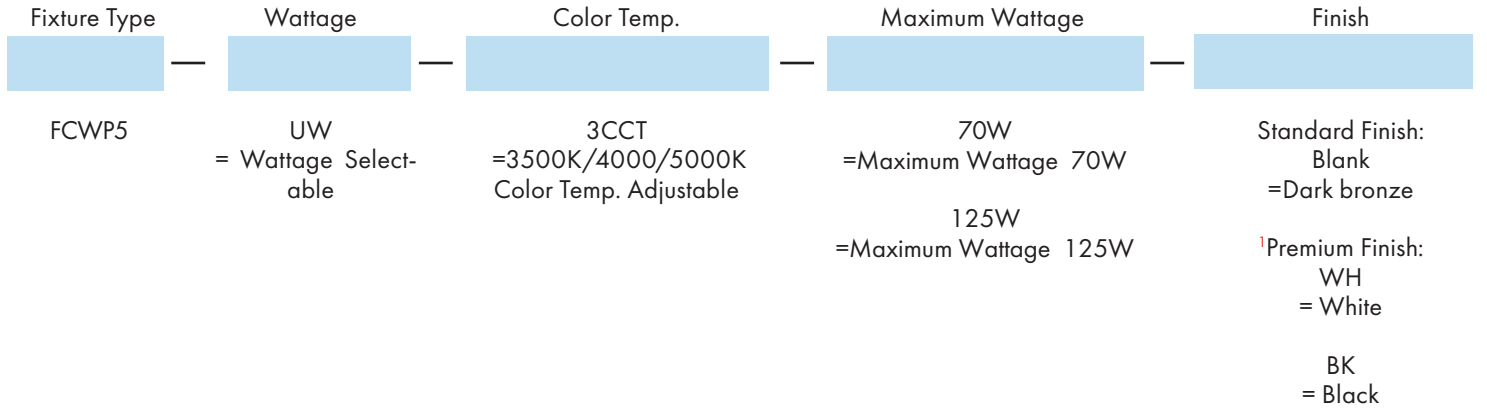 Fixture Type
Wattage
Color Temp.
Maximum Wattage
Finish
— — — —
FCWP5
UW
= Wattage Select-
able
3CCT
=3500K/4000/5000K
Color Temp. Adjustable
70W
=Maximum Wattage 70W
125W
=Maximum Wattage 125W
Standard Finish:
Blank
=Dark bronze
¹Premium Finish:
WH
= White
BK
= Black